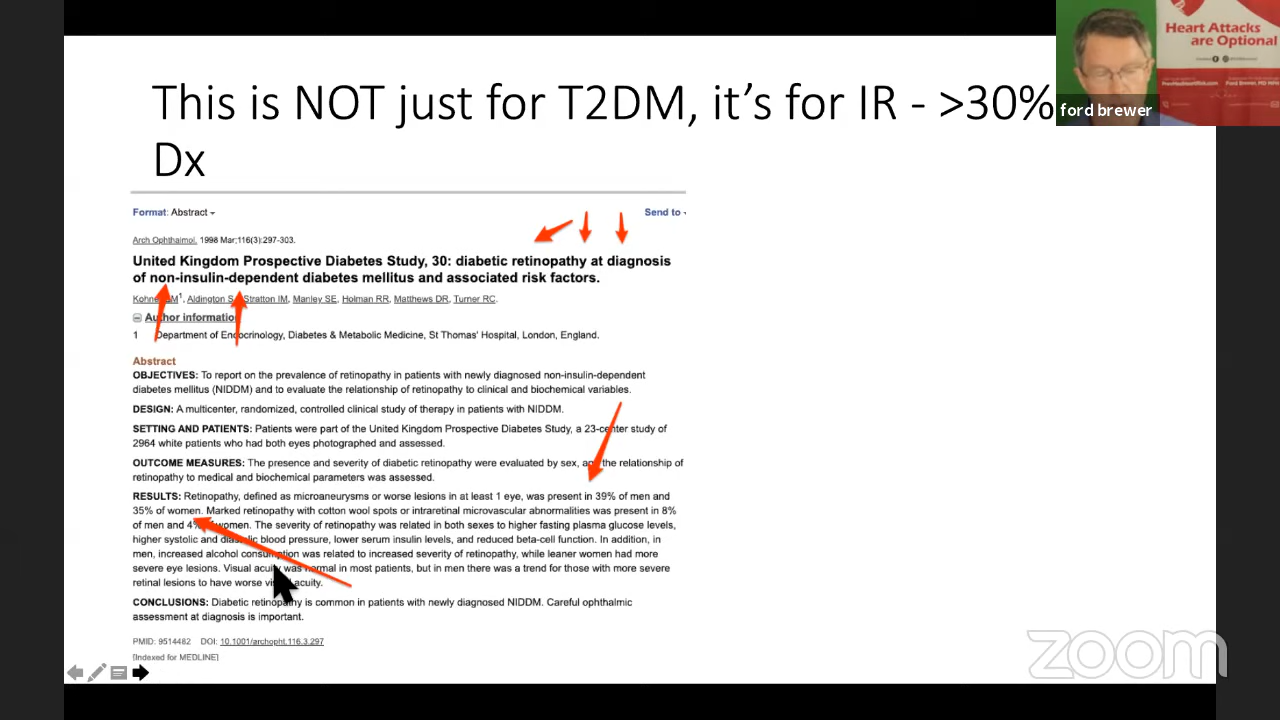 Heart Attacks
are Optional
ford brewer
This is NOT just for T2DM, it's for IR - >30%
Dx
Format: Abstract
Send to
Arch Ophthalmol. 1998 Mar;116(3):297-303.
United Kingdom Prospective Diabetes Study, 30: diabetic retinopathy at diagnosis
of non-insulin-dependent diabetes mellitus and associated risk factors.
Stratton IM, Manley SE, Holman RR, Matthews DR, Turner RC.
Author information
1 Department of Endocrinology, Diabetes & Metabolic Medicine, St Thomas' Hospital, London, England.
Abstract
OBJECTIVES: To report on the prevalence of retinopathy in patients with newly diagnosed non-insulin-dependent
diabetes mellitus (NIDDM) and to evaluate the relationship of retinopathy to clinical and biochemical variables.
DESIGN: A multicenter, randomized, controlled clinical study of therapy in patients with NIDDM.
SETTING AND PATIENTS: Patients were part of the United Kingdom Prospective Diabetes Study, a 23-center study of
2964 white patients who had both eyes photographed and assessed.
OUTCOME MEASURES: The presence and severity of diabetic retinopathy were evaluated by sex, and the relationship of
retinopathy to medical and biochemical parameters was assessed.
RESULTS: Retinopathy, defined as microaneurysms or worse lesions in at least 1 eye, was present in 39% of men and
35% of women. Marked retinopathy with cotton wool spots or intraretinal microvascular abnormalities was present in 8%
of men and 4% of women. The severity of retinopathy was related in both sexes to higher fasting plasma glucose levels,
higher systolic and diastolic blood pressure, lower serum insulin levels, and reduced beta-cell function. In addition, in
men, increased alcohol consumption was related to increased severity of retinopathy, while leaner women had more
severe eye lesions. Visual acuity was normal in most patients, but in men there was a trend for those with more severe
retinal lesions to have worse visual acuity.
CONCLUSIONS: Diabetic retinopathy is common in patients with newly diagnosed NIDDM. Careful ophthalmic
assessment at diagnosis is important.
PMID: 9514482 DOI: 10.1001/archopht.116.3.297
[Indexed for MEDLINE]
zoom